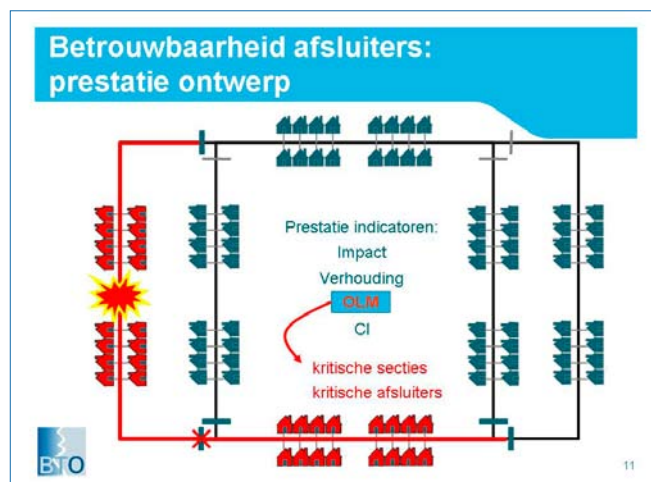 Betrouwbaarheid afsluiters:
prestatie ontwerp
Prestatie indicatoren:
Impact
Verhouding
OLM
CI
kritische secties
kritische afsluiters
BTO
11